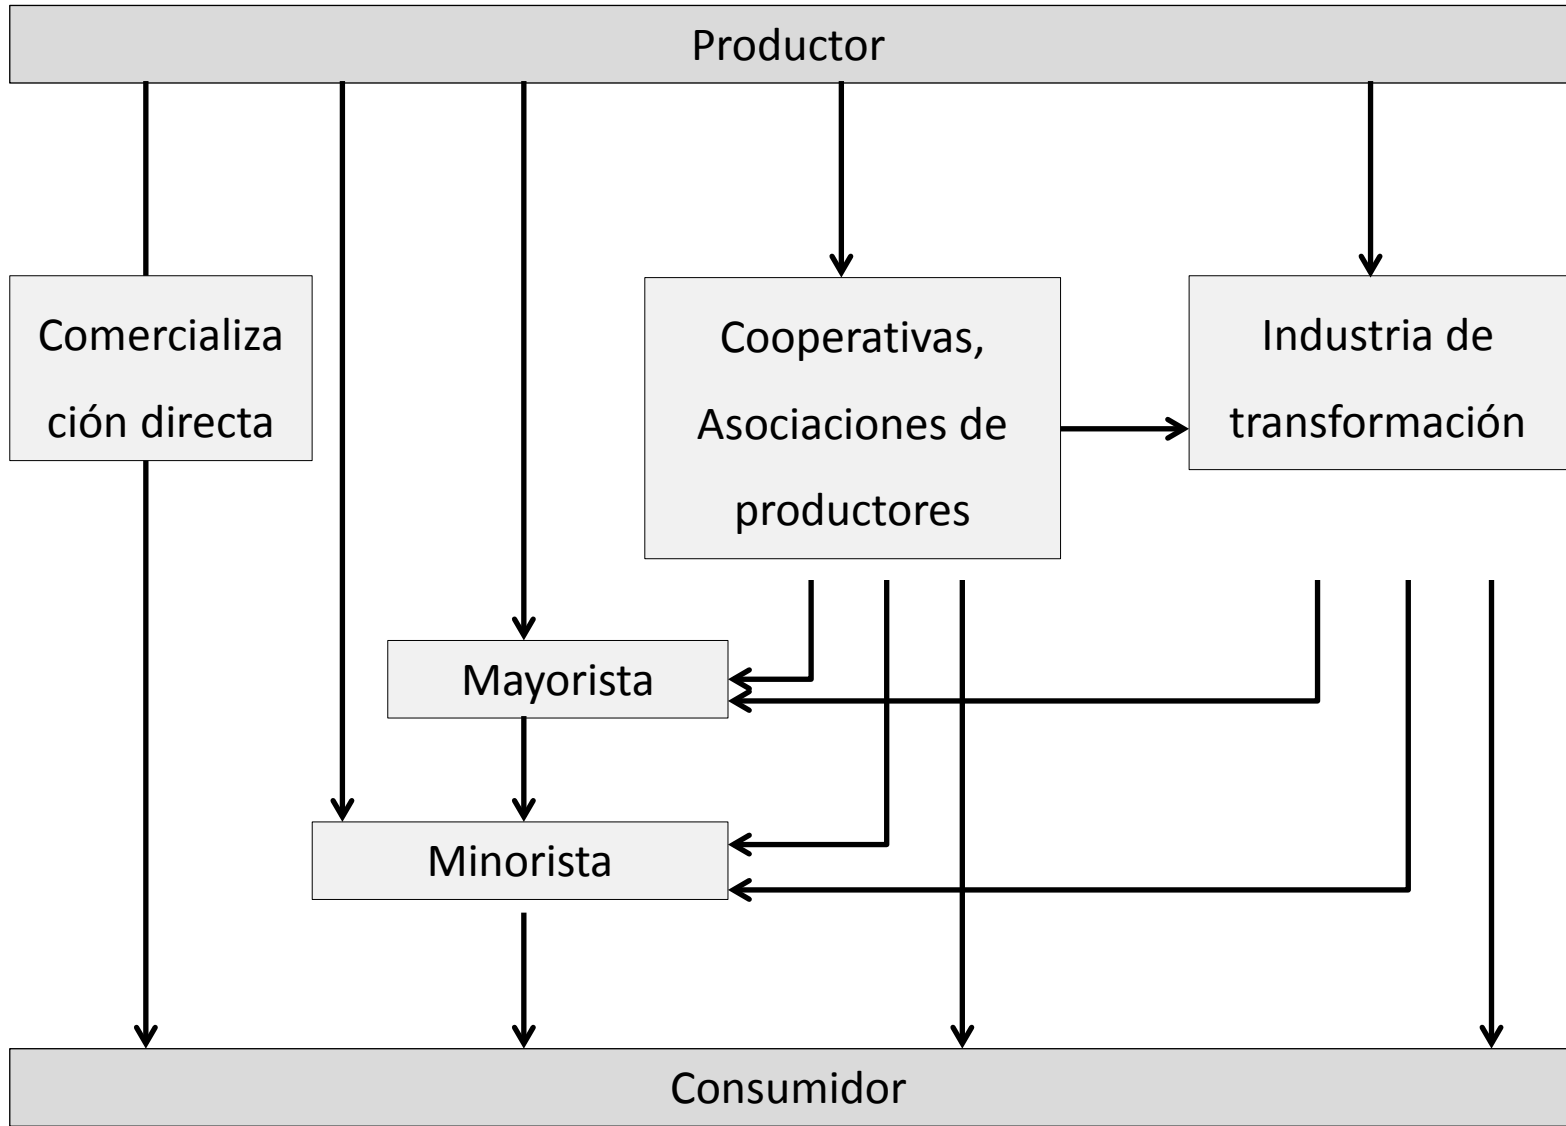 Productor
Comercializa
ción directa
Cooperativas,
Asociaciones de
productores
Industria de
transformación
Mayorista
Minorista
Consumidor